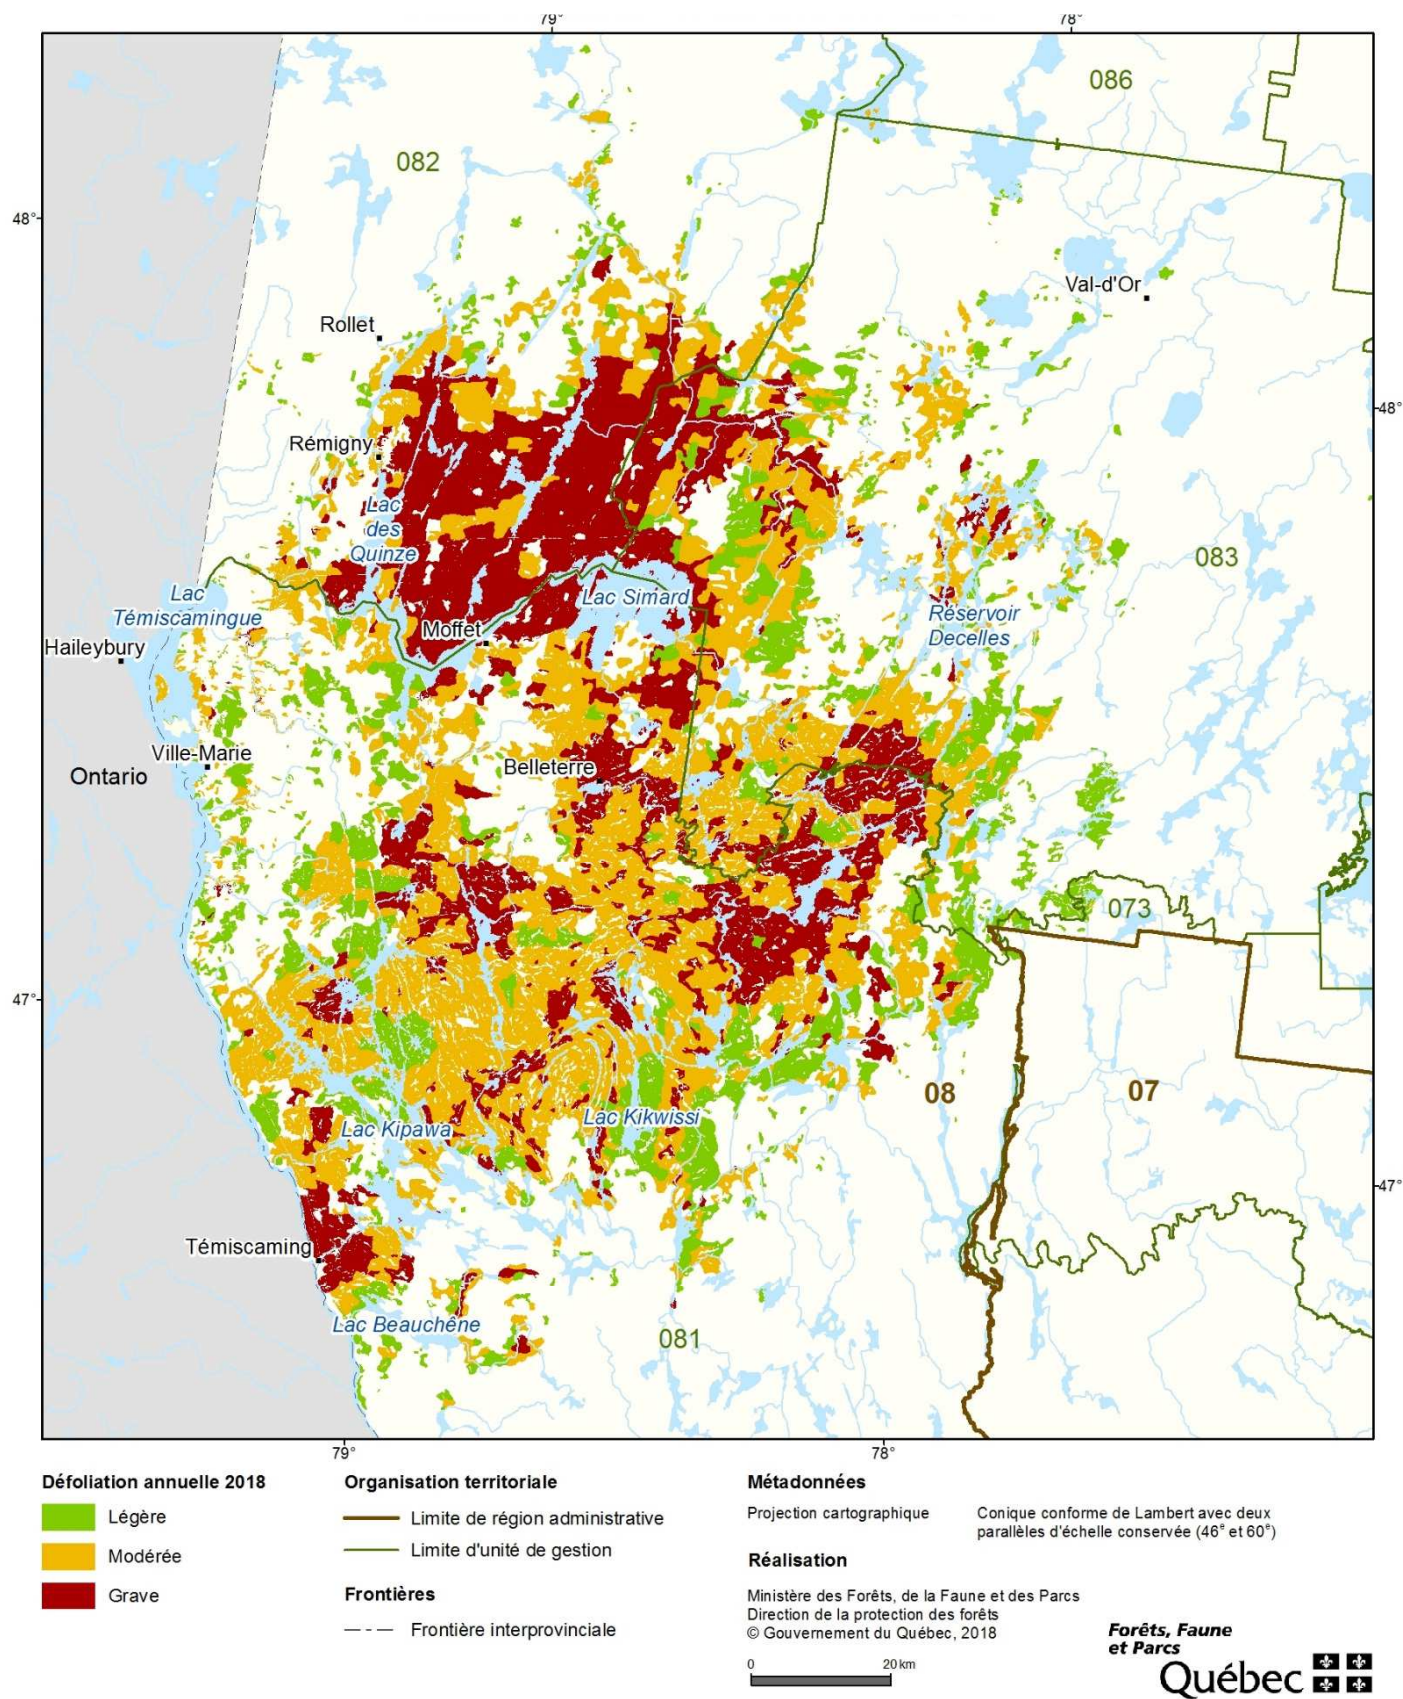 79°
78°
086
082
48°
Val-d'Or
Rollet
48°
Rémigny
Lac
des
Quinze
083
Lac
Témiscamingue
Lac Simard
Réservoir
Decelles
Moffet
Haileybury
Ville-Marie
Ontario
Belleterre
073
47°
08
07
Lac Kikwissi
Lac Kipawa
47°
Témiscaming
Lac Beauchêne
081
79°
78°
Défoliation annuelle 2018
Légère
Modérée
Grave
Organisation territoriale
Limite de région administrative
Limite d'unité de gestion
Frontières
Frontière interprovinciale
Métadonnées
Projection cartographique
Conique conforme de Lambert avec deux
parallèles d'échelle conservée (46e et 60e)
Réalisation
Ministère des Forêts, de la Faune et des Parcs
Direction de la protection des forêts
© Gouvernement du Québec, 2018
0 20 km
Forêts, Faune
et Parcs
Québec